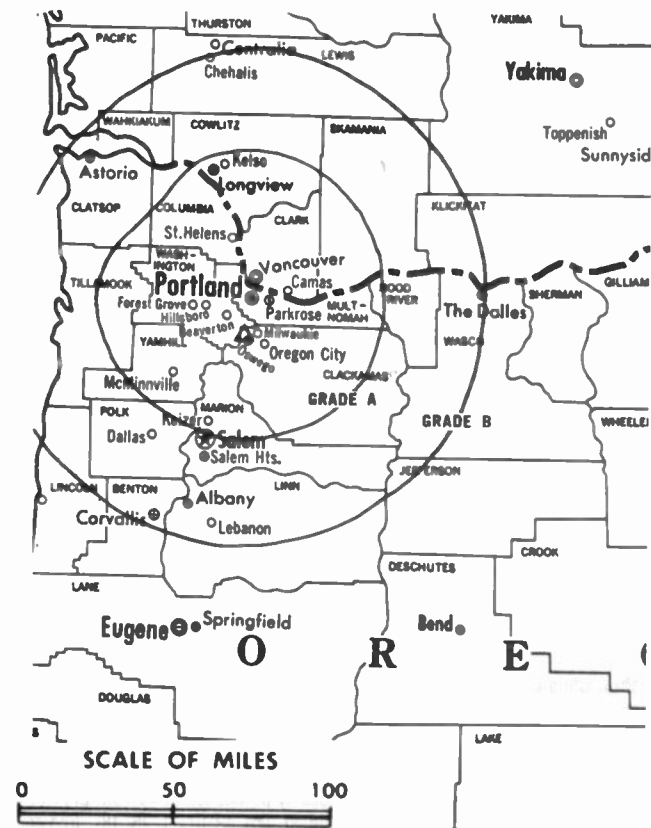 THURSTON
YAKIMA
PACIFIC
Centralia
LEWIS
Chehalis
Yakima
WAHKIAKUM
COWLITZ
SKAMANIA
Toppenish
Sunnysid
Astoria
Kelso
Longview
CLATSOP
COLUMBIA
CLARK
KLICKITAT
St. Helens
WASH-
INGTON
Vancouver
TILLAMOOK
Portland
Camas
HOOD
RIVER
SHERMAN
GILLIAM
Forest Grove
Parkrose
MULT-
NOMAH
The Dalles
Hillsboro
Beaverton
Milwaukie
WASCO
YAMHILL
Oswego
Oregon City
McMinnville
CLACKAMAS
GRADE A
MARION
POLK
Keizer
GRADE B
WHEELE
Dallas
Salem
Salem Hts.
JEFFERSON
LINCOLN
BENTON
LINN
Albany
Corvallis
Lebanon
CROOK
LANE
DESCHUTES
Eugene
Springfield
Bend
O R E
DOUGLAS
S
LAKE
SCALE OF MILES
0 50 100